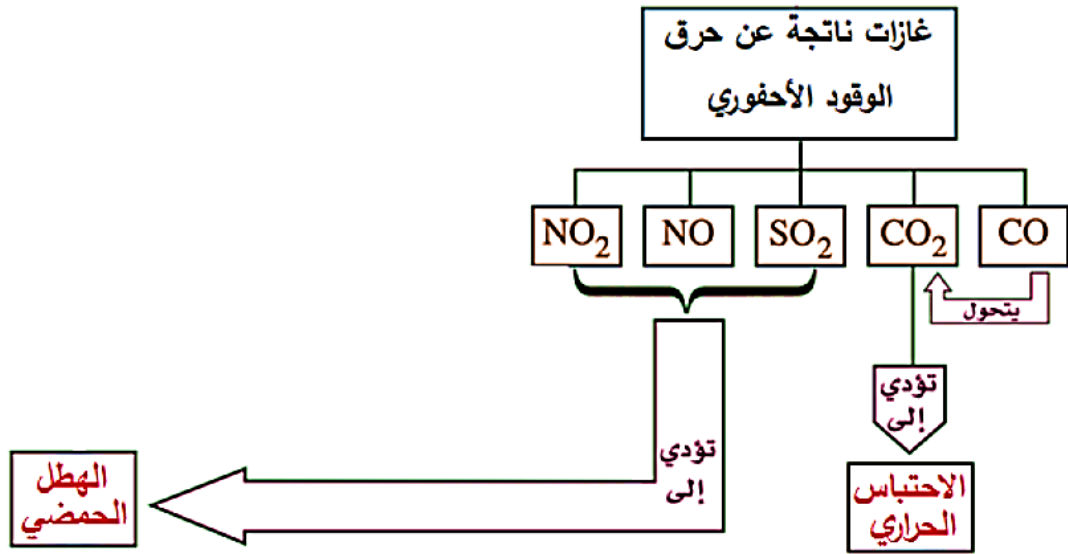 غازات ناتجة عن حرق
الوقود الأحفوري
CO
CO₂
SO₂
NO
NO₂
يتحول
تؤدي
إلى
الاحتباس
الحراري
تؤدي
إلى
الهطل
الحمضي